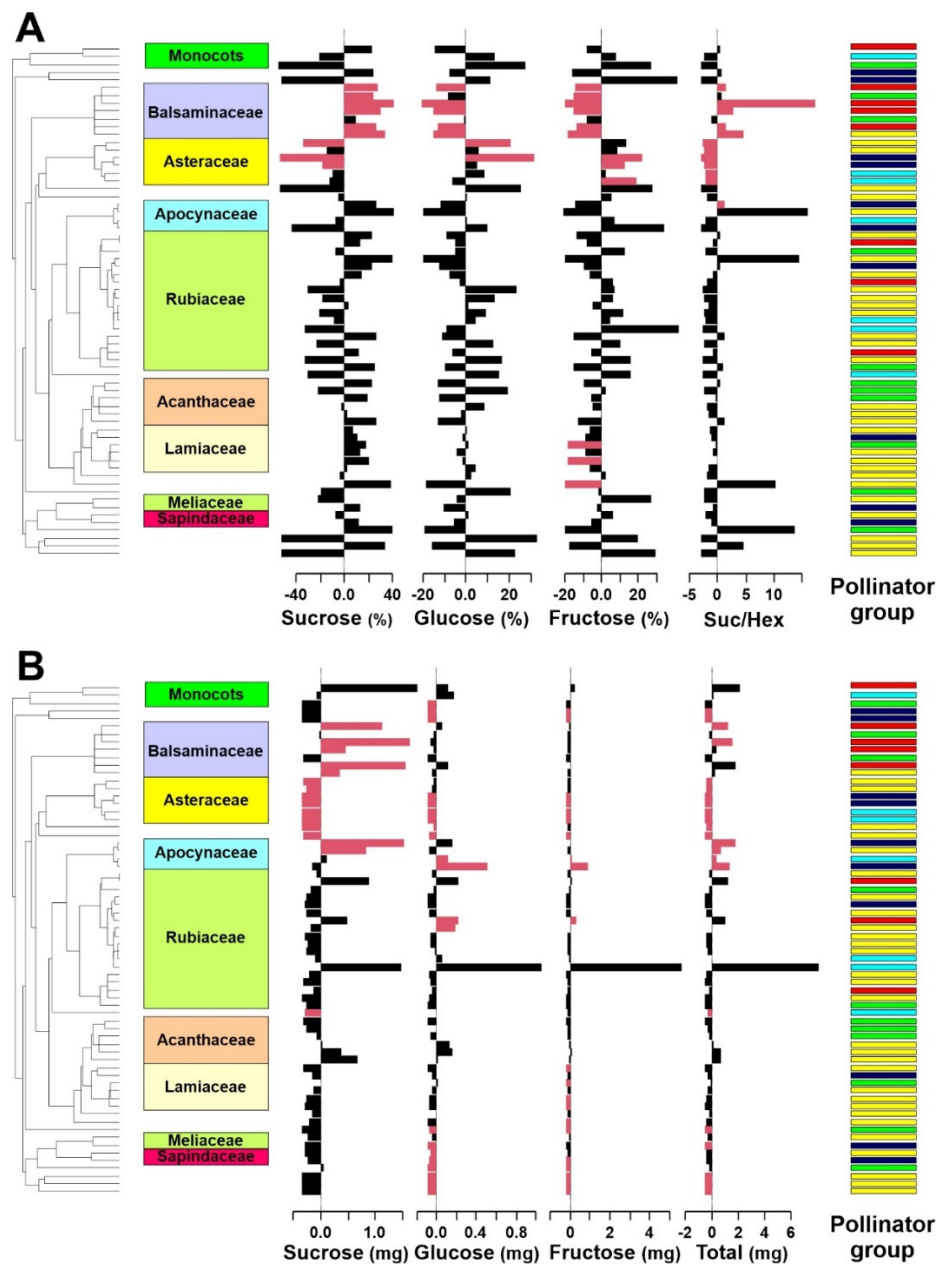 A
Monocots
Balsaminaceae
Asteraceae
Apocynaceae
Rubiaceae
Acanthaceae
Lamiaceae
Meliaceae
Sapindaceae
-40 0.0 40
Sucrose (%)
-20 0.0 20
Glucose (%)
-20 0.0 20
Fructose (%)
-5 0 5 10
Suc/Hex
Pollinator
group
B
Monocots
Balsaminaceae
Asteraceae
Apocynaceae
Rubiaceae
Acanthaceae
Lamiaceae
Meliaceae
Sapindaceae
0.0 1.0
Sucrose (mg)
0.0 0.4 0.8
Glucose (mg)
-2 0 2 4
Fructose (mg)
-2 0 2 4 6
Total (mg)
Pollinator
group